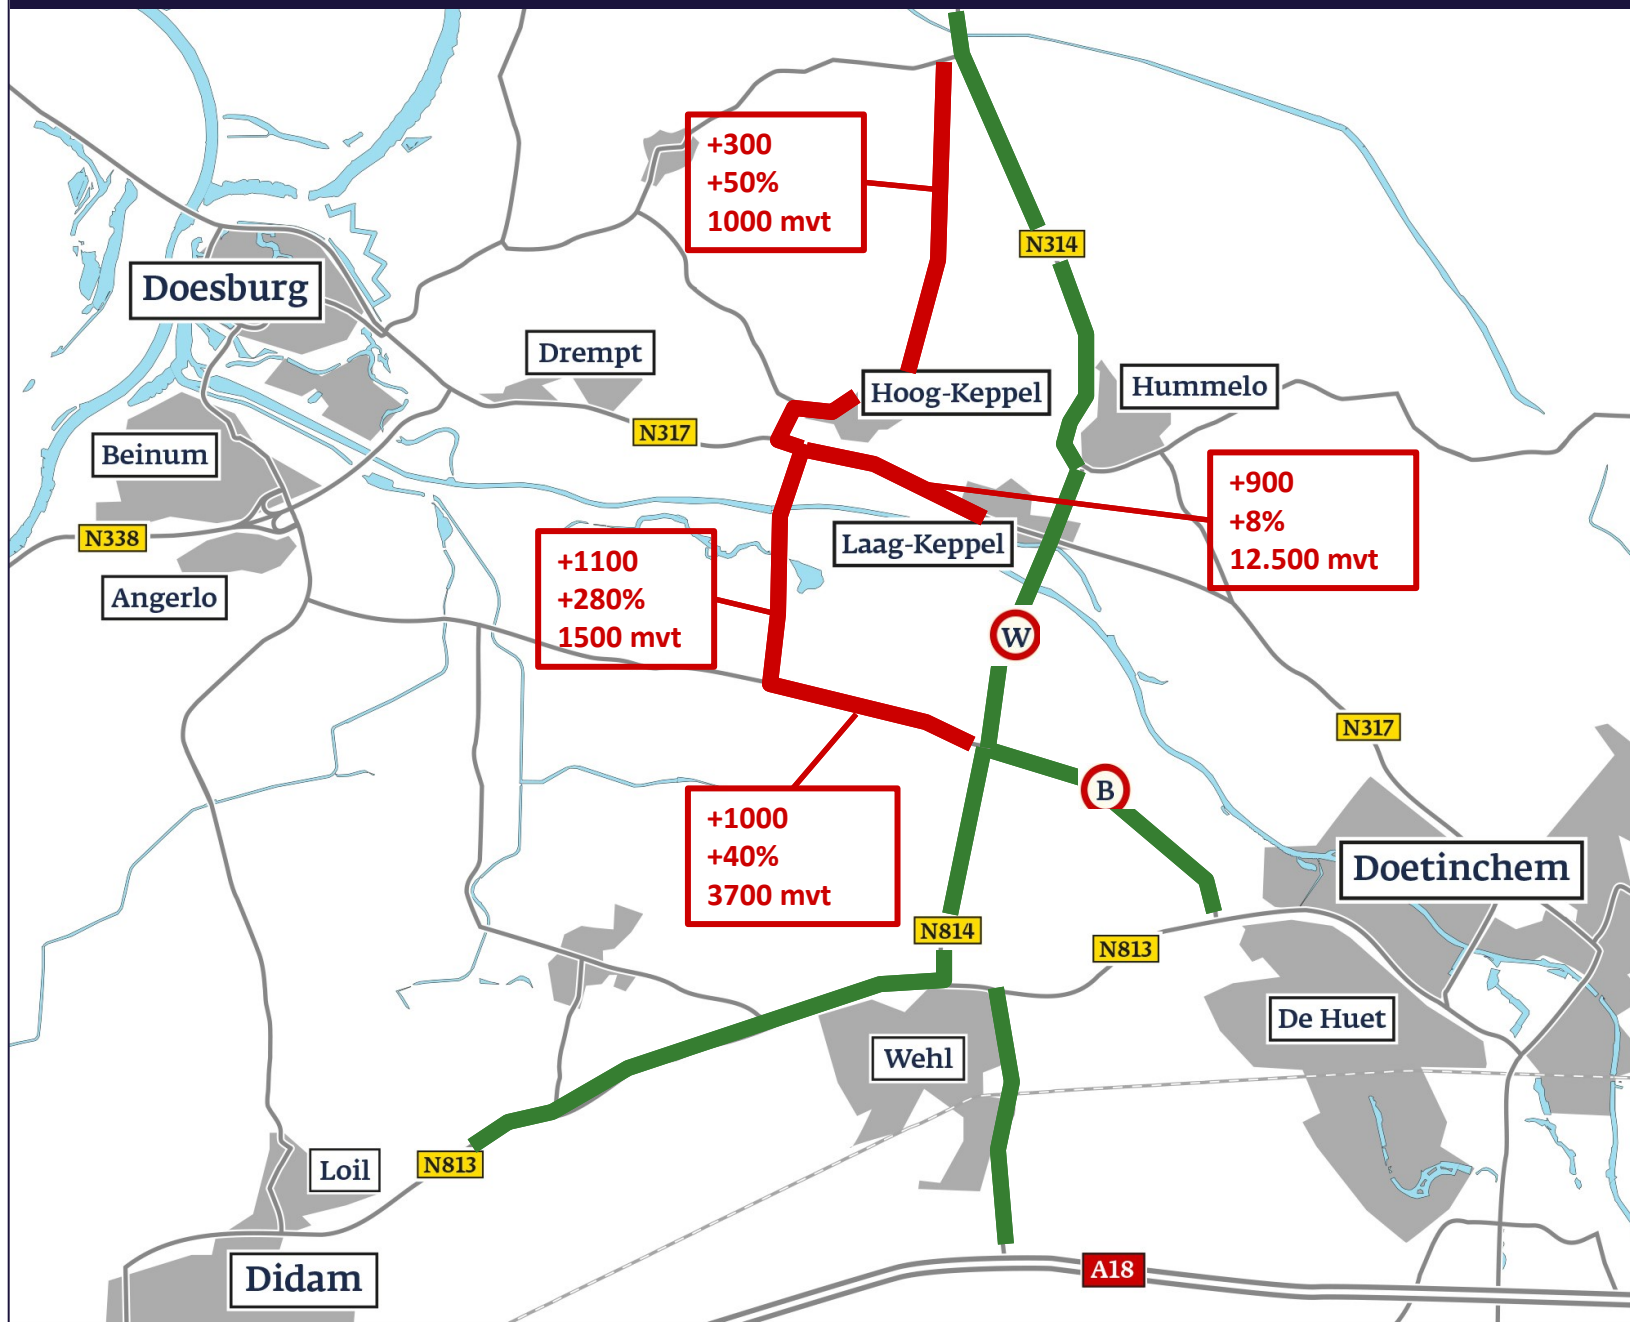 +300
+50%
1000 mvt
N314
Doesburg
Drempt
Hoog-Keppel
Hummelo
N317
Beinum
+900
+8%
12.500 mvt
N338
Laag-Keppel
+1100
+280%
1500 mvt
Angerlo
W
N317
B
+1000
+40%
3700 mvt
Doetinchem
N814
N813
De Huet
Wehl
Loil
N813
Didam
A18